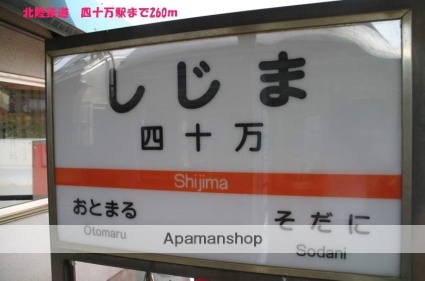 北陸鉄道 四十万駅まで260m
しじま
四十万
Shijima
おとまる
Otomaru
そだに
Sodani
Apamanshop